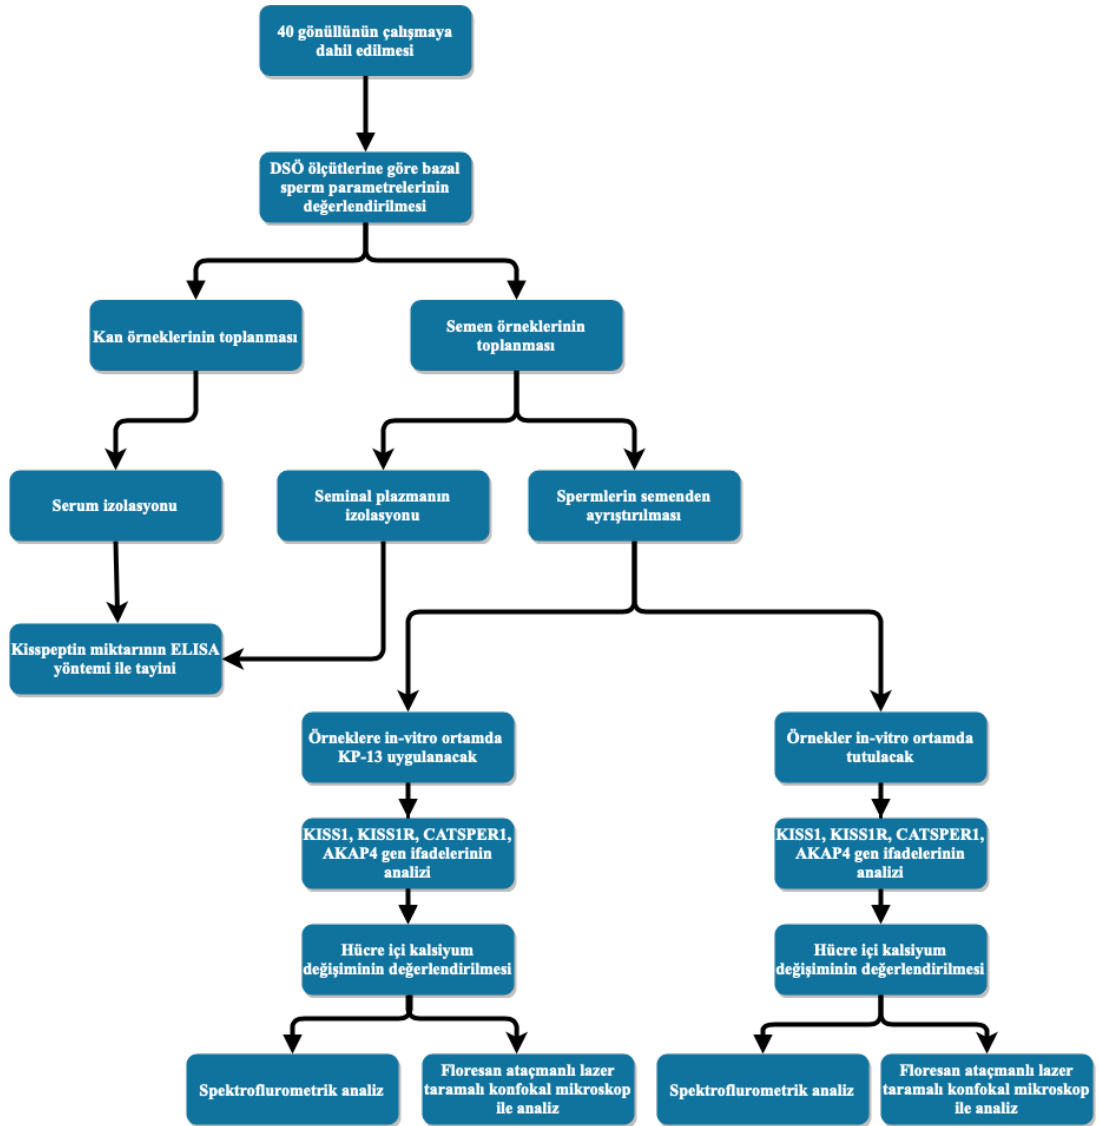 40 gönüllünün çalışmaya
dahil edilmesi
DSÖ ölçütlerine göre bazal
sperm parametrelerinin
değerlendirilmesi
Kan örneklerinin toplanması
Semen örneklerinin
toplanması
Serum izolasyonu
Seminal plazmanın
izolasyonu
Spermlerin semenden
ayrıştırılması
Kisspeptin miktarının ELISA
yöntemi ile tayini
Örneklere in-vitro ortamda
KP-13 uygulanacak
Örnekler in-vitro ortamda
tutulacak
KISS1, KISS1R, CATSPER1,
AKAP4 gen ifadelerinin
analizi
KISS1, KISS1R, CATSPER1,
AKAP4 gen ifadelerinin
analizi
Hücre içi kalsiyum
değişiminin değerlendirilmesi
Hücre içi kalsiyum
değişiminin değerlendirilmesi
Spektroflurometrik analiz
Floresan ataçmanlı lazer
taramalı konfokal mikroskop
ile analiz
Spektroflurometrik analiz
Floresan ataçmanlı lazer
taramalı konfokal mikroskop
ile analiz